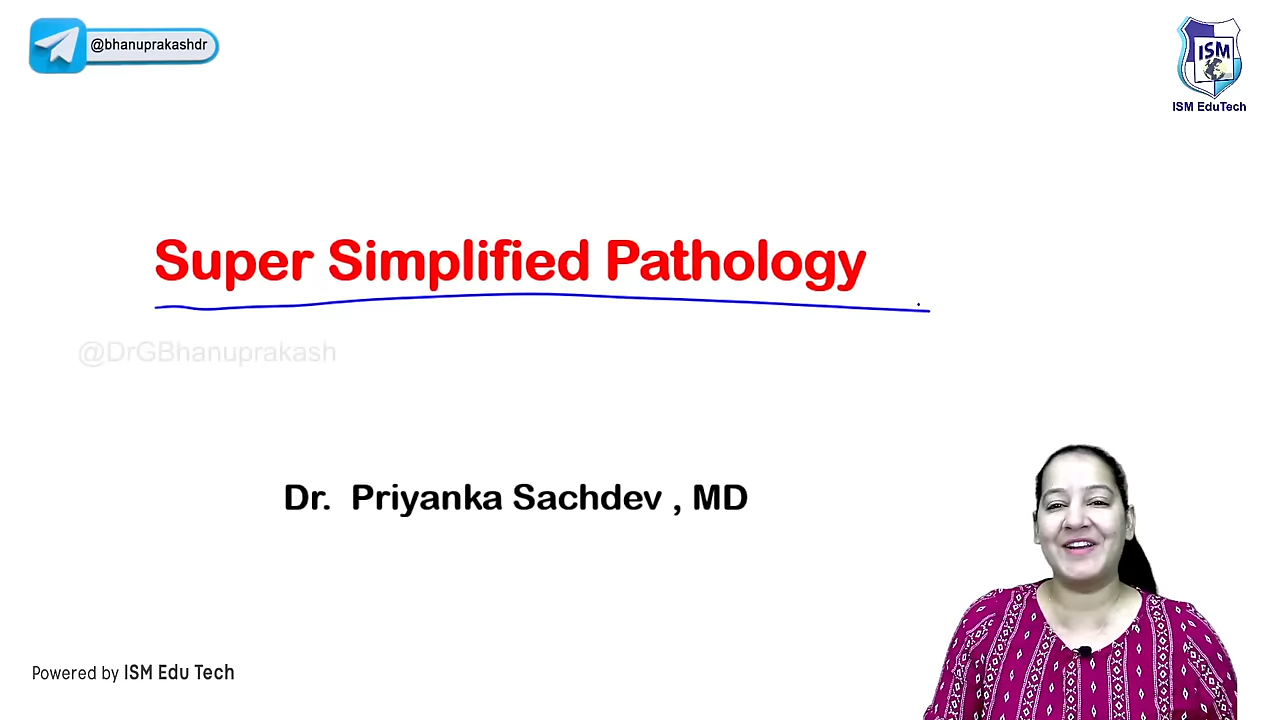 @bhanuprakashdr
ISM
ISM EduTech
Super Simplified Pathology
@DrGBhanuprakash
Dr. Priyanka Sachdev , MD
Powered by ISM Edu Tech